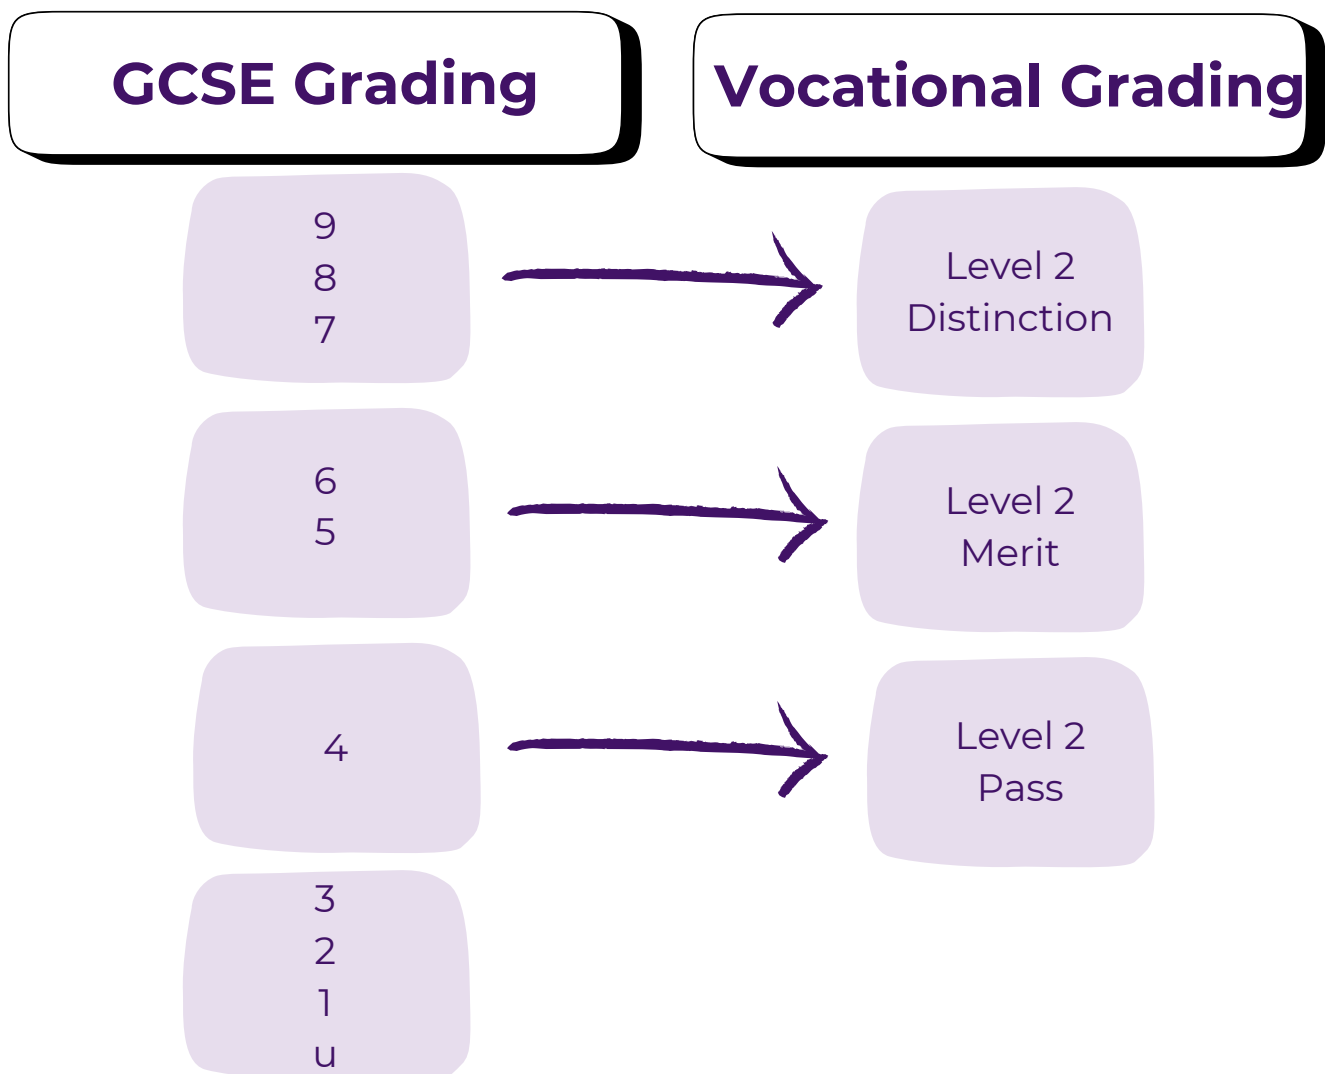 GCSE Grading
Vocational Grading
9
8
7
Level 2
Distinction
6
5
Level 2
Merit
4
Level 2
Pass
3
2
1
u